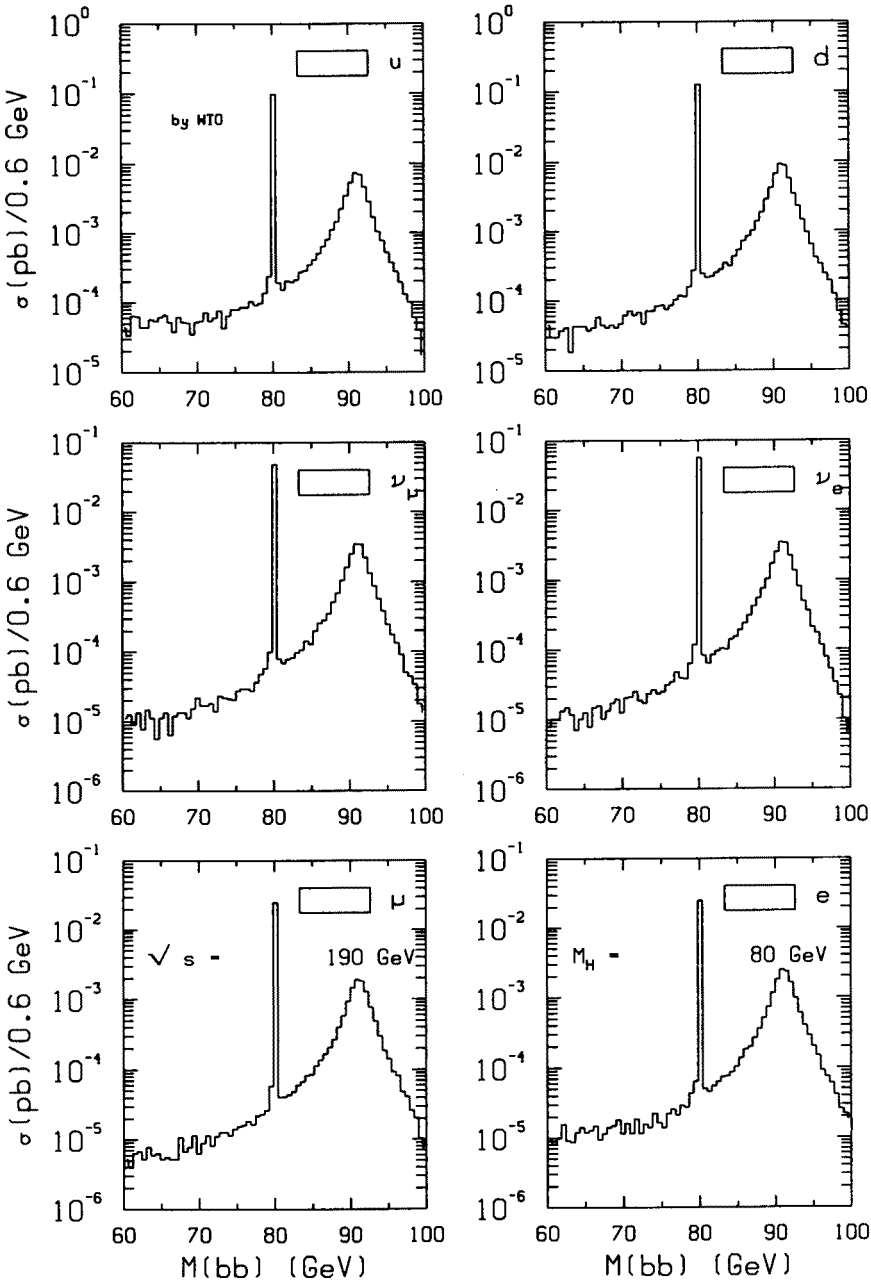 10⁰ 10⁻¹ 10⁻² 10⁻³ 10⁻⁴ 10⁻⁵
σ(pb)/0.6 GeV
u
by WTO
60 70 80 90 100
10⁰ 10⁻¹ 10⁻² 10⁻³ 10⁻⁴ 10⁻⁵
d
60 70 80 90 100
10⁻¹ 10⁻² 10⁻³ 10⁻⁴ 10⁻⁵ 10⁻⁶
σ(pb)/0.6 GeV
ν_μ
60 70 80 90 100
10⁻¹ 10⁻² 10⁻³ 10⁻⁴ 10⁻⁵ 10⁻⁶
ν_e
60 70 80 90 100
10⁻¹ 10⁻² 10⁻³ 10⁻⁴ 10⁻⁵ 10⁻⁶
σ(pb)/0.6 GeV
μ
√ s = 190 GeV
60 70 80 90 100
M(bb) (GeV)
10⁻¹ 10⁻² 10⁻³ 10⁻⁴ 10⁻⁵ 10⁻⁶
e
M_H = 80 GeV
60 70 80 90 100
M(bb) (GeV)